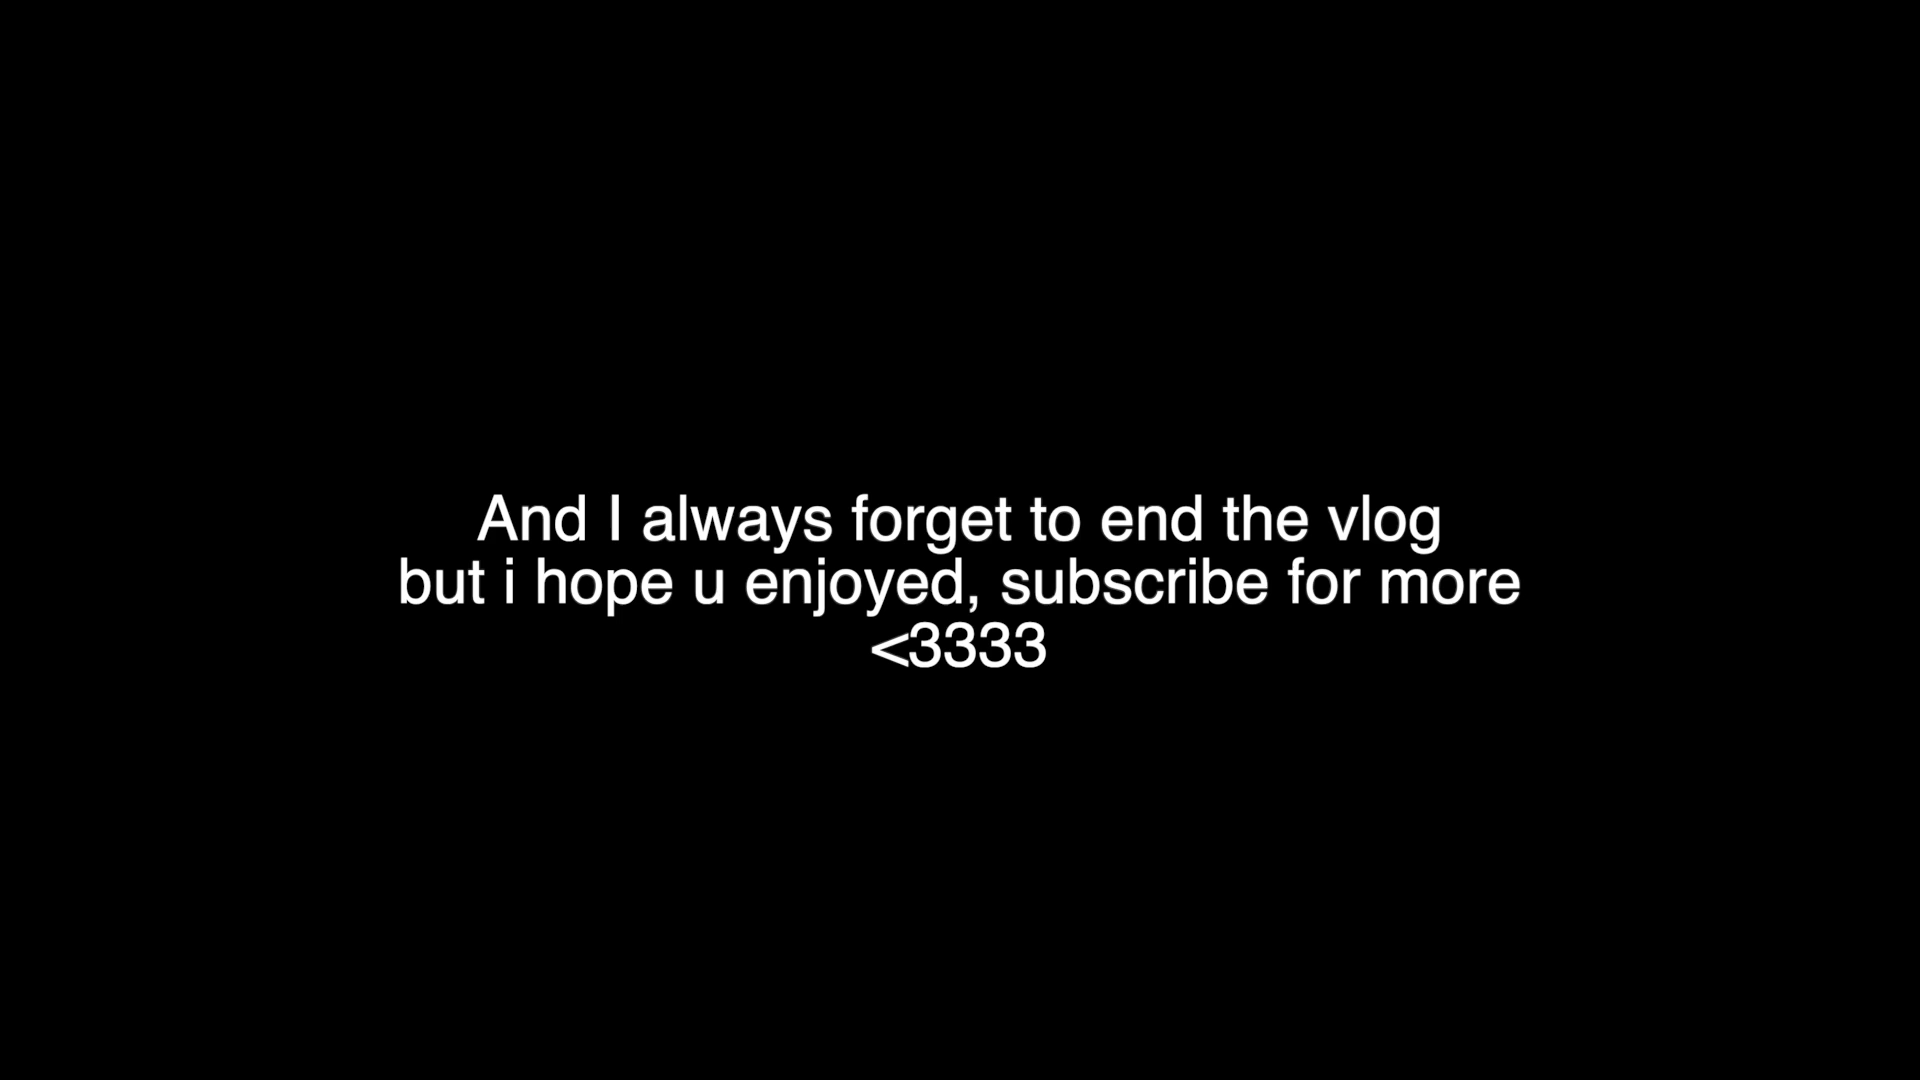 And I always forget to end the vlog
but i hope u enjoyed, subscribe for more
<3333